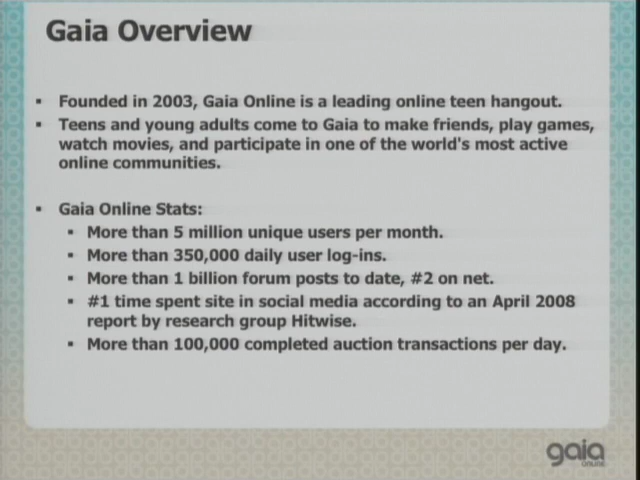 Gaia Overview
▪ Founded in 2003, Gaia Online is a leading online teen hangout.
▪ Teens and young adults come to Gaia to make friends, play games,
watch movies, and participate in one of the world's most active
online communities.
▪ Gaia Online Stats:
▪ More than 5 million unique users per month.
▪ More than 350,000 daily user log-ins.
▪ More than 1 billion forum posts to date, #2 on net.
▪ #1 time spent site in social media according to an April 2008
report by research group Hitwise.
▪ More than 100,000 completed auction transactions per day.
gaia
ONLINE